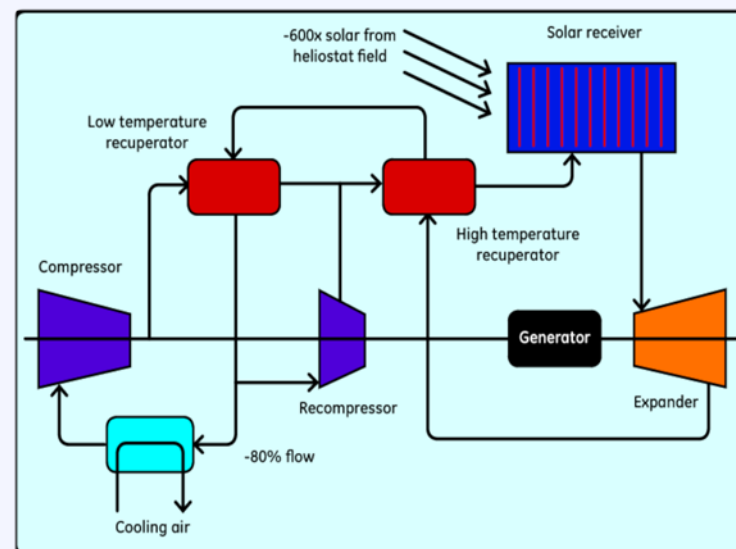 -600x solar from
heliostat field
Solar receiver
Low temperature
recuperator
High temperature
recuperator
Compressor
Generator
Recompressor
Expander
-80% flow
Cooling air